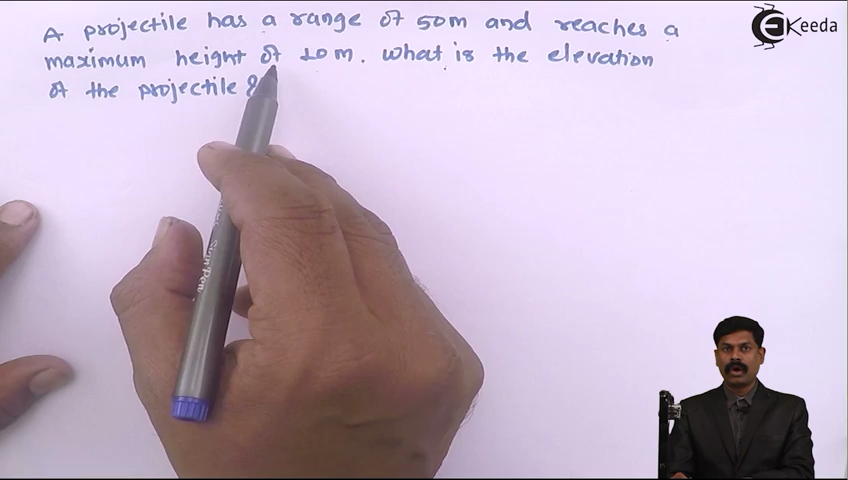 A projectile has a range of 50m and reaches a
maximum height of 10m. What is the elevation
of the projectile ?
Ekeeda